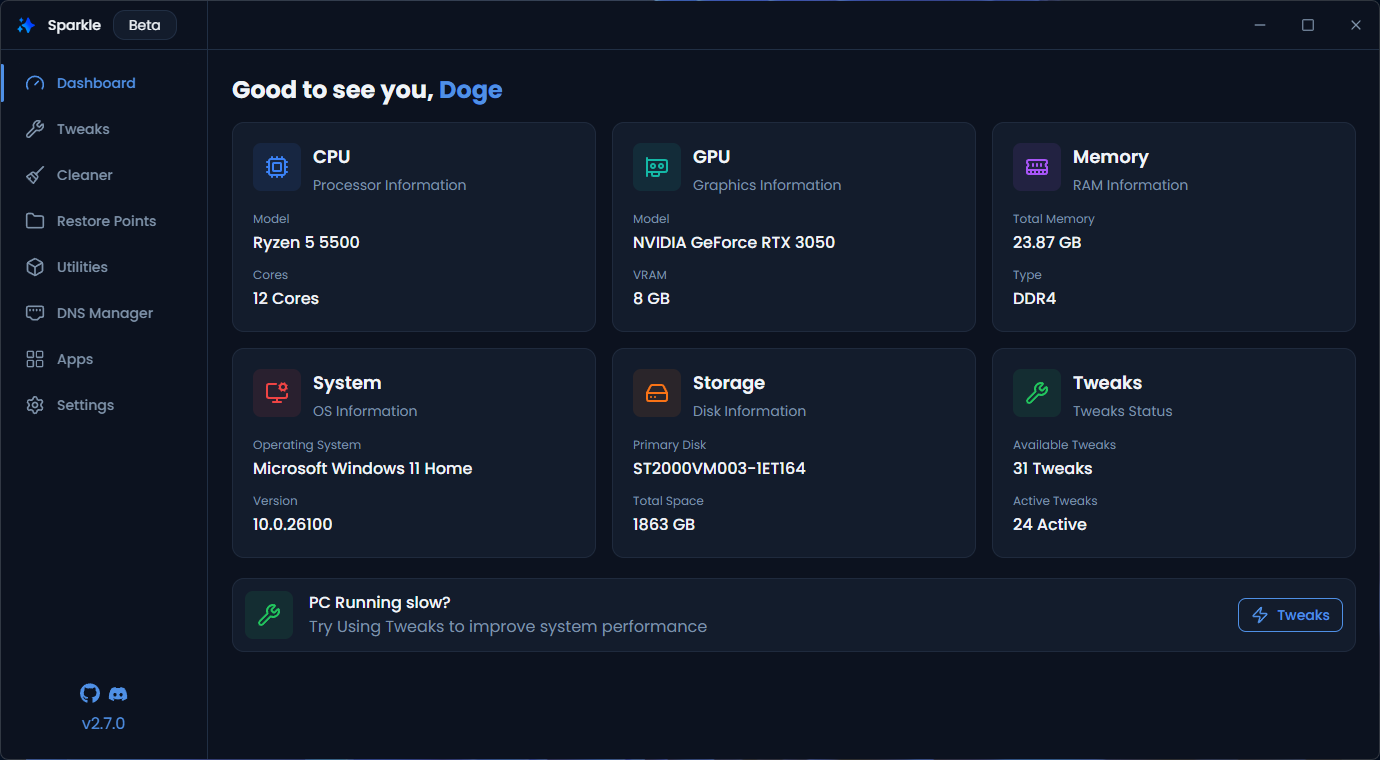 Sparkle
Beta
Dashboard
Tweaks
Cleaner
Restore Points
Utilities
DNS Manager
Apps
Settings
v2.7.0
Good to see you, Doge
CPU
Processor Information
Model
Ryzen 5 5500
Cores
12 Cores
GPU
Graphics Information
Model
NVIDIA GeForce RTX 3050
VRAM
8 GB
Memory
RAM Information
Total Memory
23.87 GB
Type
DDR4
System
OS Information
Operating System
Microsoft Windows 11 Home
Version
10.0.26100
Storage
Disk Information
Primary Disk
ST2000VM003-1ET164
Total Space
1863 GB
Tweaks
Tweaks Status
Available Tweaks
31 Tweaks
Active Tweaks
24 Active
PC Running slow?
Try Using Tweaks to improve system performance
Tweaks